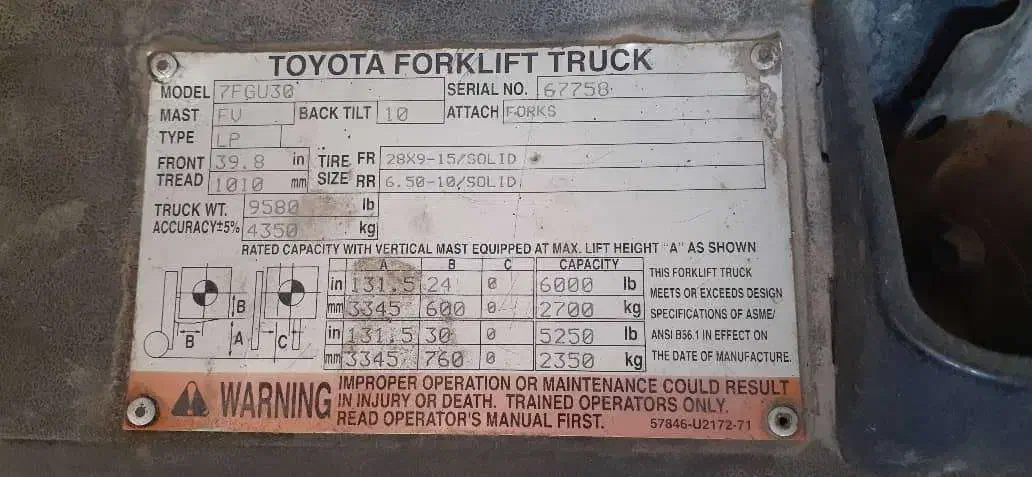 TOYOTA FORKLIFT TRUCK
MODEL 7FGU30 SERIAL NO. 67758
MAST FV BACK TILT 10 ATTACH FORKS
TYPE LP
FRONT TREAD 39.8 in TIRE SIZE FR 28X9-15/SOLID
1010 mm RR 6.50-10/SOLID
TRUCK WT. 9580 lb
ACCURACY±5% 4350 kg
RATED CAPACITY WITH VERTICAL MAST EQUIPPED AT MAX. LIFT HEIGHT "A" AS SHOWN
A B C CAPACITY
in 131.5 24 0 6000 lb
mm 3345 600 0 2700 kg
in 131.5 30 0 5250 lb
mm 3345 760 0 2350 kg
B
B A C
THIS FORKLIFT TRUCK
MEETS OR EXCEEDS DESIGN
SPECIFICATIONS OF ASME/
ANSI B56.1 IN EFFECT ON
THE DATE OF MANUFACTURE.
WARNING
IMPROPER OPERATION OR MAINTENANCE COULD RESULT
IN INJURY OR DEATH. TRAINED OPERATORS ONLY.
READ OPERATOR'S MANUAL FIRST.
57846-U2172-71